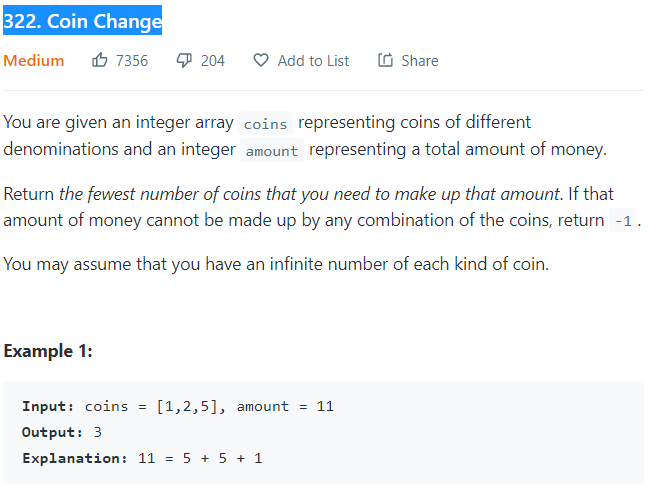 322. Coin Change
Medium 7356 204 Add to List Share
You are given an integer array coins representing coins of different
denominations and an integer amount representing a total amount of money.
Return the fewest number of coins that you need to make up that amount. If that
amount of money cannot be made up by any combination of the coins, return -1.
You may assume that you have an infinite number of each kind of coin.
Example 1:
Input: coins = [1,2,5], amount = 11
Output: 3
Explanation: 11 = 5 + 5 + 1